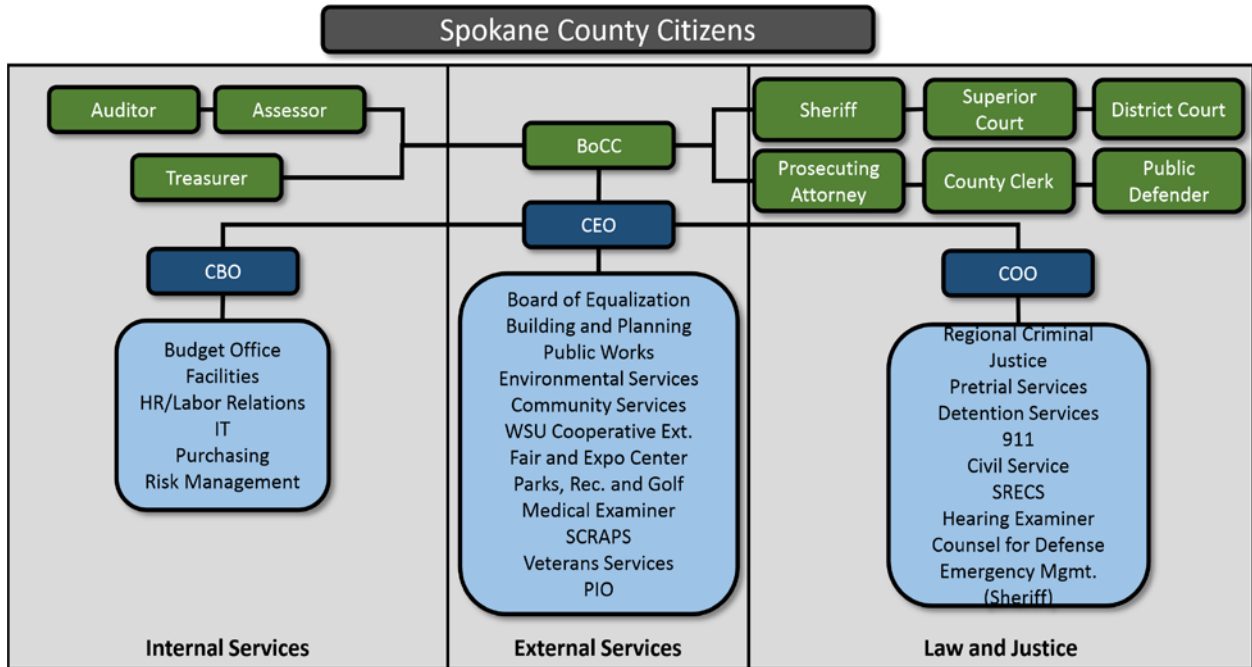 Spokane County Citizens
Auditor
Assessor
Treasurer
BoCC
Sheriff
Superior
Court
District Court
Prosecuting
Attorney
County Clerk
Public
Defender
CEO
CBO
COO
Budget Office
Facilities
HR/Labor Relations
IT
Purchasing
Risk Management
Board of Equalization
Building and Planning
Public Works
Environmental Services
Community Services
WSU Cooperative Ext.
Fair and Expo Center
Parks, Rec. and Golf
Medical Examiner
SCRAPS
Veterans Services
PIO
Regional Criminal
Justice
Pretrial Services
Detention Services
911
Civil Service
SRECS
Hearing Examiner
Counsel for Defense
Emergency Mgmt.
(Sheriff)
Internal Services
External Services
Law and Justice